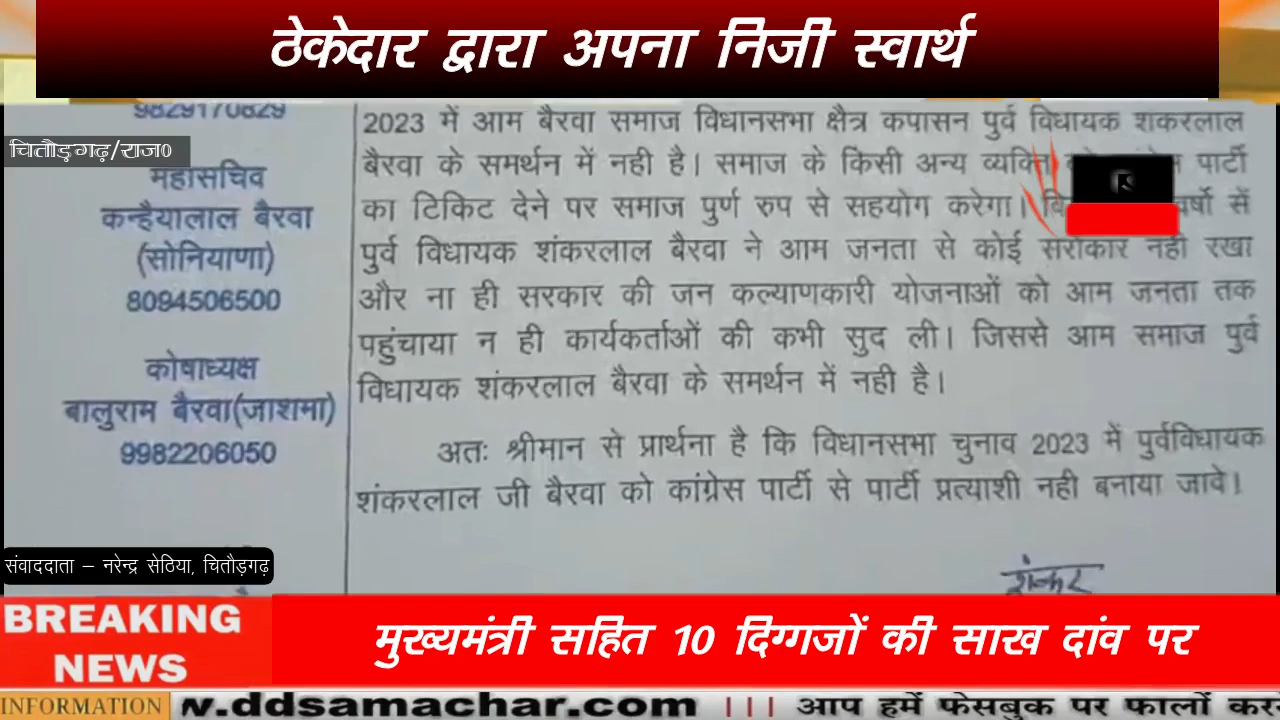 ठेकेदार द्वारा अपना निजी स्वार्थ
9829170829
चितौड़गढ़/राज0
महासचिव
कन्हैयालाल बैरवा
(सोनियाणा)
8094506500
कोषाध्यक्ष
बालुराम बैरवा(जाशमा)
9982206050
2023 में आम बैरवा समाज विधानसभा क्षैत्र कपासन पुर्व विधायक शकरलाल
बैरवा के समर्थन में नही है। समाज के किसी अन्य व्यक्ति पार्टी
का टिकिट देने पर समाज पुर्ण रुप से सहयोग करेगा। वर्षो सें
पुर्व विधायक शंकरलाल बैरवा ने आम जनता से कोई सरोकार नही रखा
और ना ही सरकार की जन कल्याणकारी योजनाओं को आम जनता तक
पहुंचाया न ही कार्यकर्ताओं की कभी सुद ली। जिससे आम समाज पुर्व
विधायक शंकरलाल बैरवा के समर्थन में नही है।
अतः श्रीमान से प्रार्थना है कि विधानसभा चुनाव 2023 में पुर्वविधायक
शंकरलाल जी बैरवा को कांग्रेस पार्टी से पार्टी प्रत्याशी नही बनाया जावे।
शंकर
संवाददाता – नरेन्द्र सेठिया, चितौड़गढ़
BREAKING
NEWS
मुख्यमंत्री सहित 10 दिग्गजों की साख दांव पर
INFORMATION
w.ddsamachar.com ||| आप हमें फेसबुक पर फालों कर